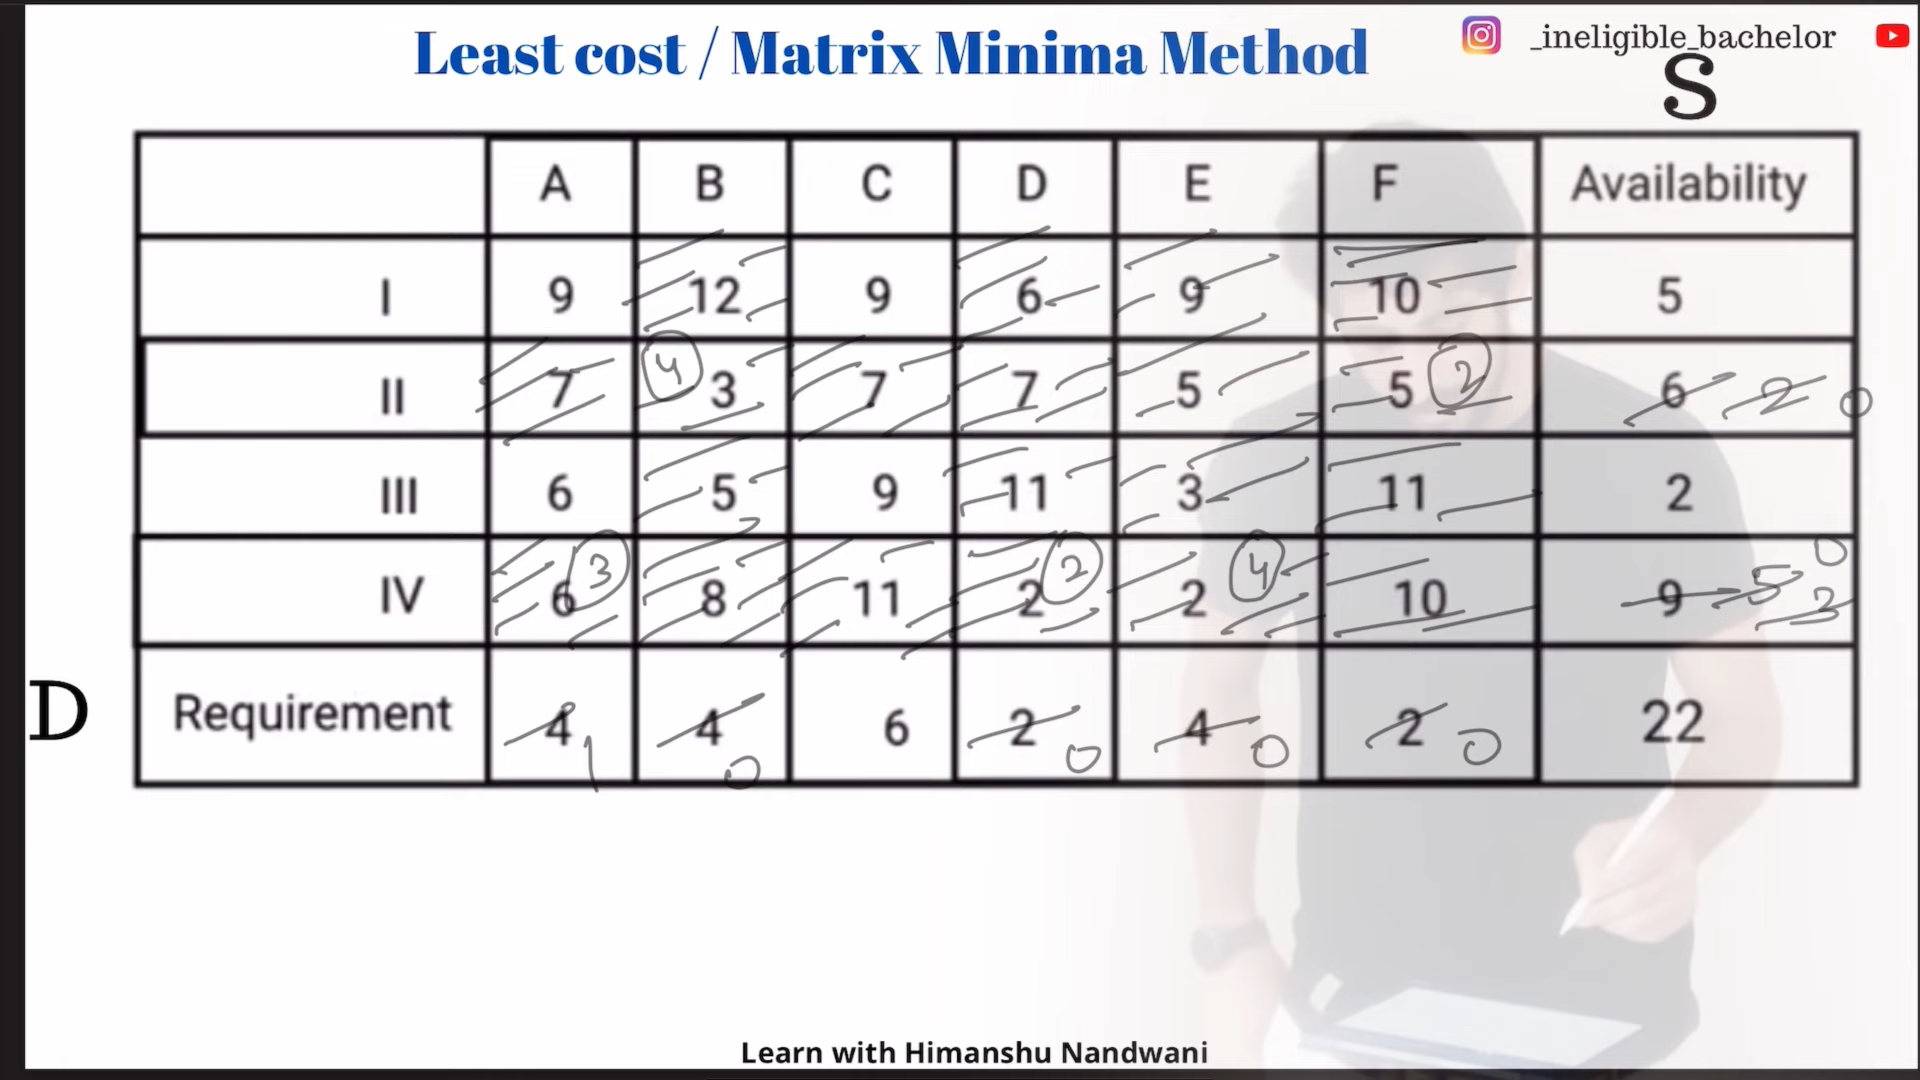 Least cost / Matrix Minima Method
_ineligible_bachelor
S
A B C D E F Availability
I 9 12 9 6 9 10 5
II 7 4 3 7 7 5 5 2 6 2 0
III 6 5 9 11 3 11 2
IV 6 3 8 11 2 2 2 4 10 9 5 3 0
D
Requirement 4 1 4 0 6 2 0 4 0 2 0 22
Learn with Himanshu Nandwani